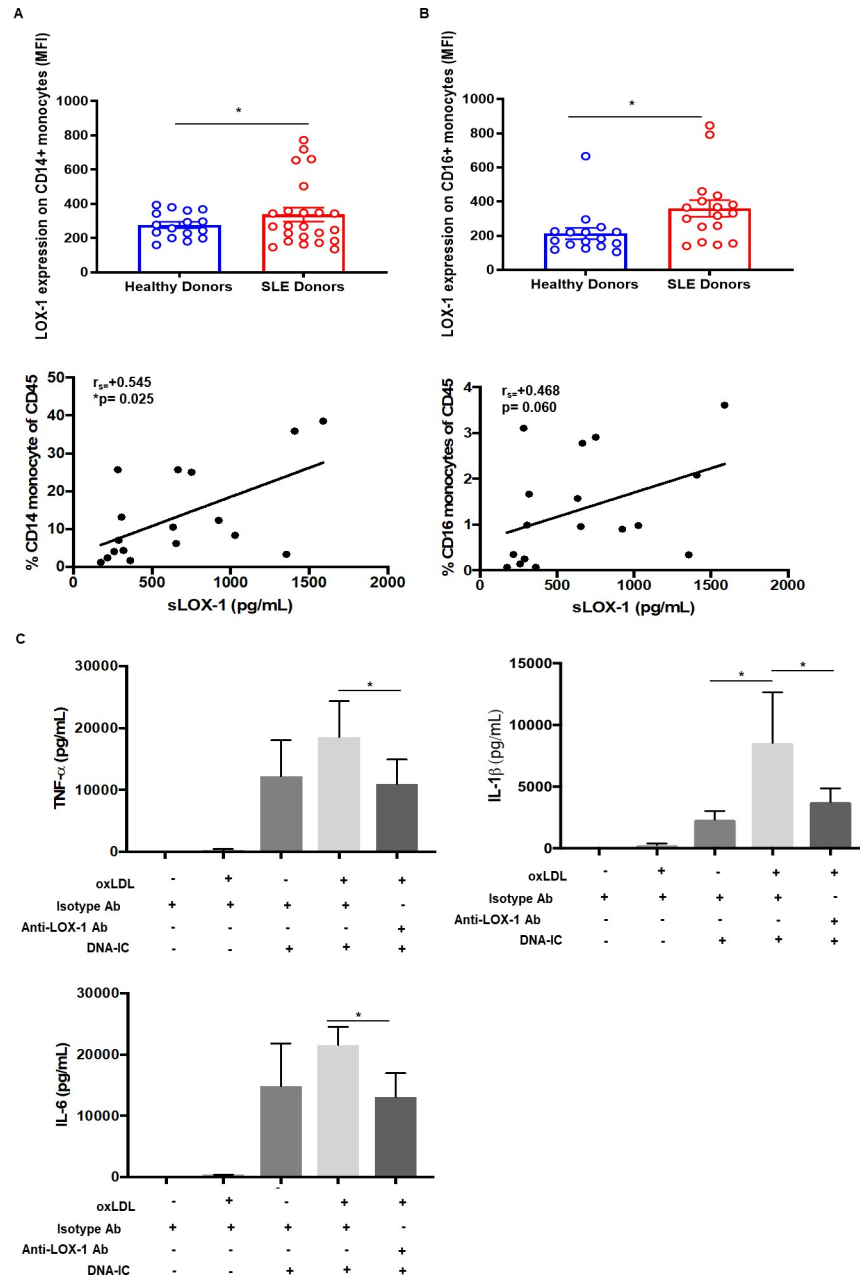 A
LOX-1 expression on CD14+ monocytes (MFI)
1000
800
600
400
200
0
*
Healthy Donors SLE Donors
B
LOX-1 expression on CD16+ monocytes (MFI)
1000
800
600
400
200
0
*
Healthy Donors SLE Donors
% CD14 monocyte of CD45
50
40
30
20
10
0
rs=+0.545
*p= 0.025
0 500 1000 1500 2000
sLOX-1 (pg/mL)
% CD16 monocytes of CD45
4
3
2
1
0
rs=+0.468
p= 0.060
0 500 1000 1500 2000
sLOX-1 (pg/mL)
C
TNF-α (pg/mL)
30000
20000
10000
0
*
oxLDL - + - + +
Isotype Ab + + + + -
Anti-LOX-1 Ab - - - - +
DNA-IC - - + + +
IL-1β (pg/mL)
15000
10000
5000
0
* *
oxLDL - + - + +
Isotype Ab + + + + -
Anti-LOX-1 Ab - - - - +
DNA-IC - - + + +
IL-6 (pg/mL)
30000
20000
10000
0
*
oxLDL - + - + +
Isotype Ab + + + + -
Anti-LOX-1 Ab - - - - +
DNA-IC - - + + +